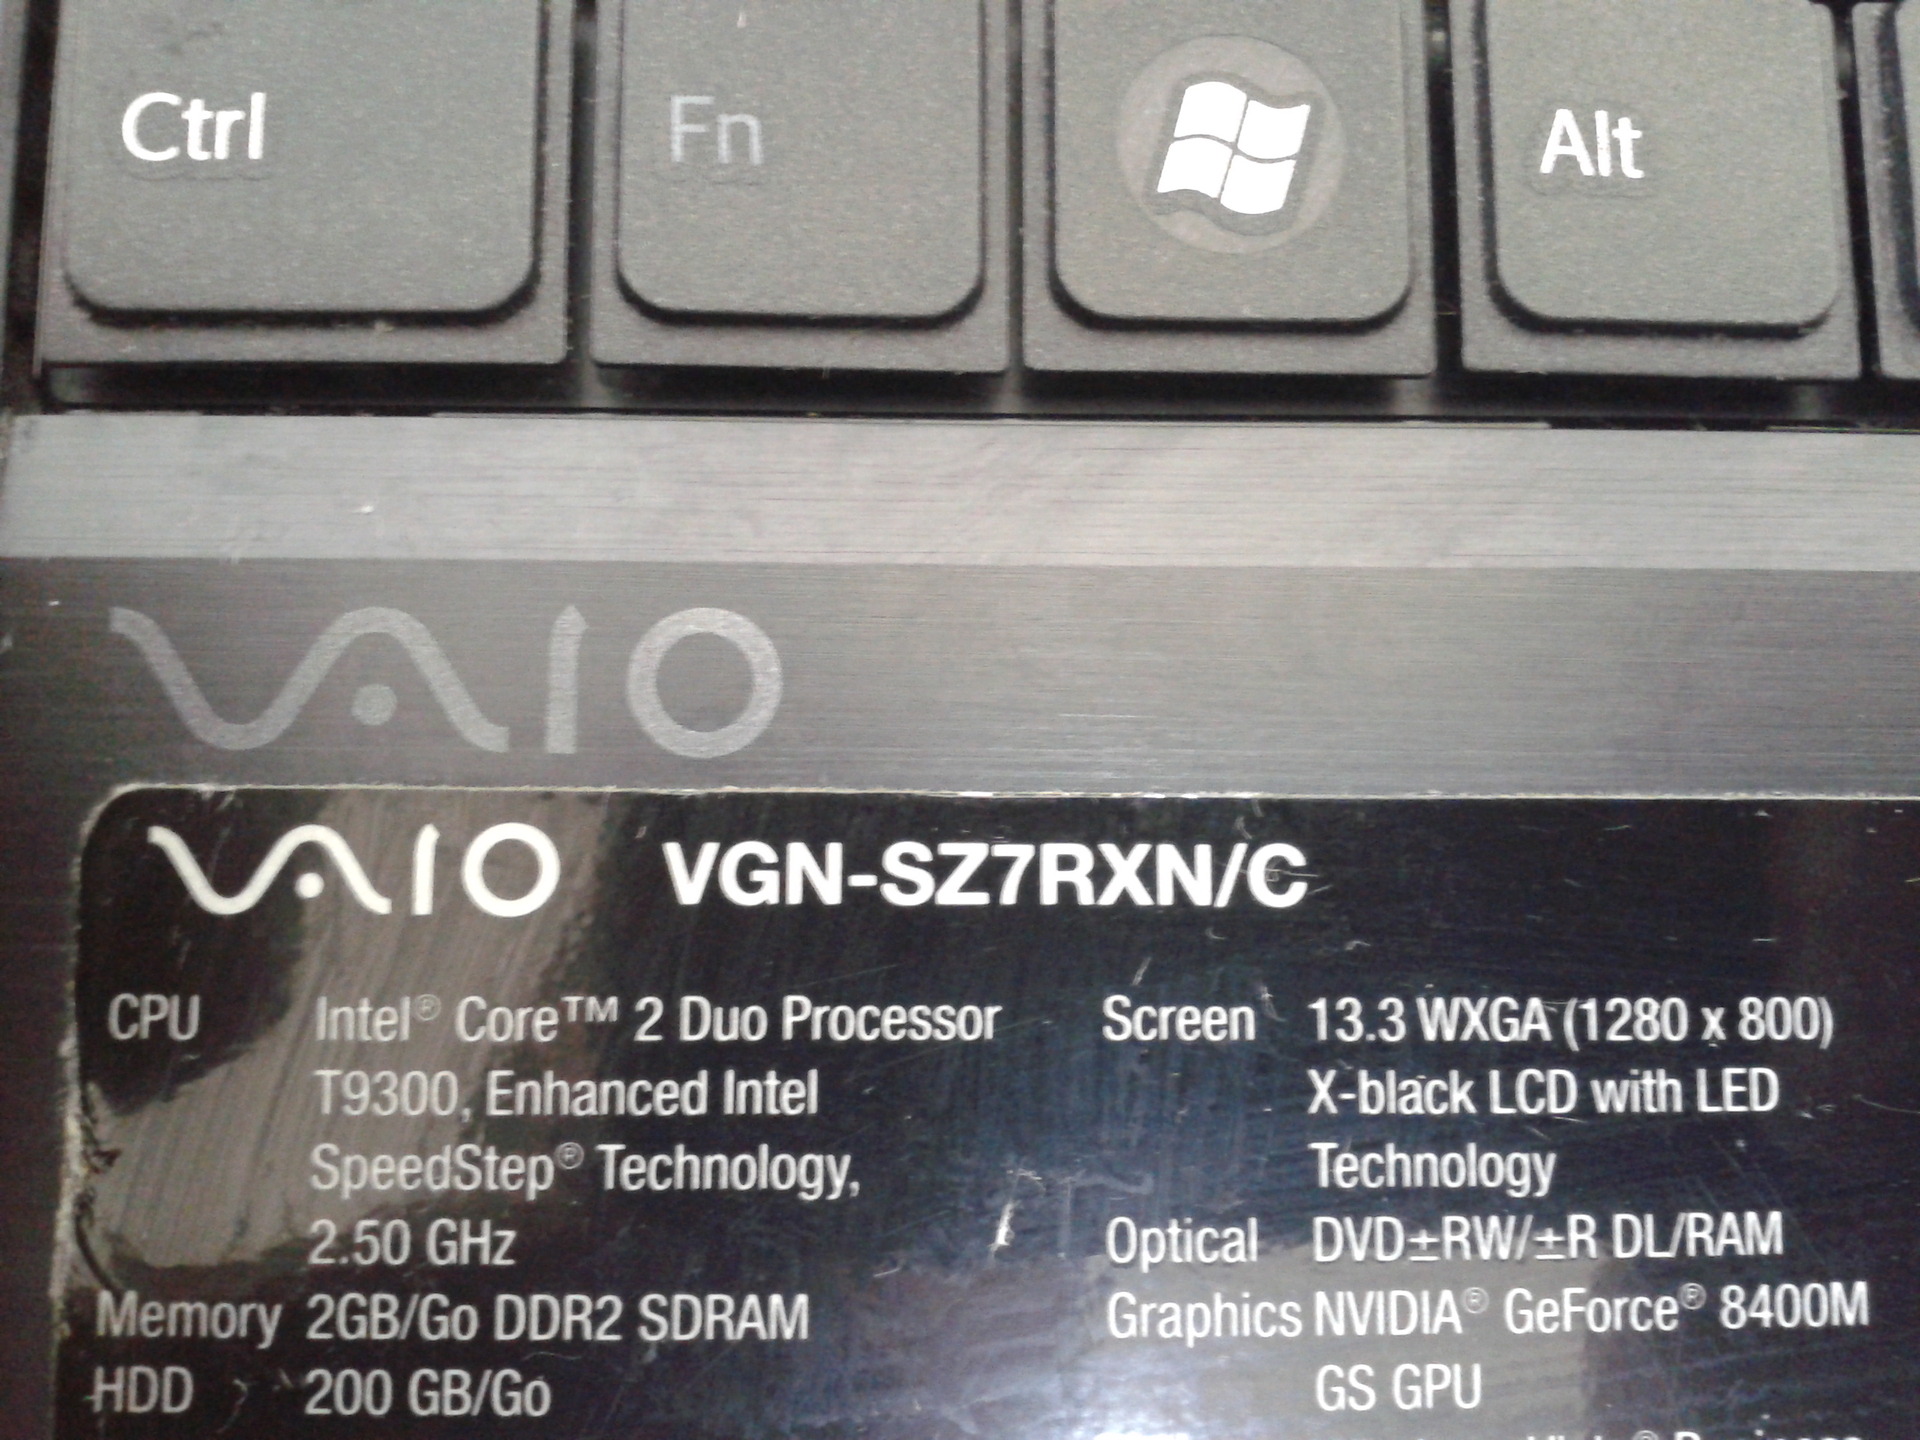 Ctrl
Fn
Alt
VAIO
VAIO VGN-SZ7RXN/C
CPU Intel® Core™ 2 Duo Processor
T9300, Enhanced Intel
SpeedStep® Technology,
2.50 GHz
Memory 2GB/Go DDR2 SDRAM
HDD 200 GB/Go
Screen 13.3 WXGA (1280 x 800)
X-black LCD with LED
Technology
Optical DVD±RW/±R DL/RAM
Graphics NVIDIA® GeForce® 8400M
GS GPU